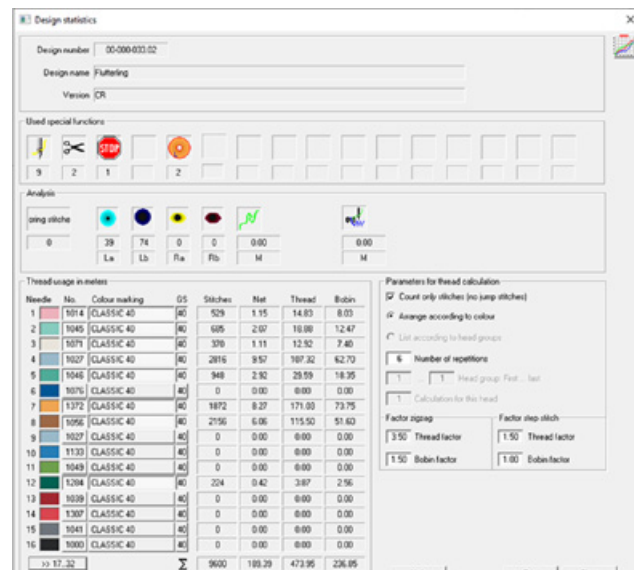 Design statistics
Design number 00-000-033.02
Design name Fluttering
Version CR
Used special functions
STOP
9 2 1 2
Analysis
oring stitche
0 39 74 0 0 0.00 0.00
La Lb Ra Rb M M
Thread usage in meters
Needle No. Colour marking GS Stitches Net Thread Bobin
1 1014 CLASSIC 40 40 529 1.15 14.83 8.03
2 1045 CLASSIC 40 40 685 2.07 18.88 12.47
3 1071 CLASSIC 40 40 370 1.11 12.92 7.40
4 1027 CLASSIC 40 40 2816 9.57 107.32 62.70
5 1046 CLASSIC 40 40 948 2.92 29.59 18.35
6 1076 CLASSIC 40 40 0 0.00 0.00 0.00
7 1372 CLASSIC 40 40 1872 8.27 171.03 73.75
8 1056 CLASSIC 40 40 2156 6.06 115.50 51.60
9 1027 CLASSIC 40 40 0 0.00 0.00 0.00
10 1133 CLASSIC 40 40 0 0.00 0.00 0.00
11 1049 CLASSIC 40 40 0 0.00 0.00 0.00
12 1284 CLASSIC 40 40 224 0.42 3.87 2.56
13 1039 CLASSIC 40 40 0 0.00 0.00 0.00
14 1307 CLASSIC 40 40 0 0.00 0.00 0.00
15 1041 CLASSIC 40 40 0 0.00 0.00 0.00
16 1000 CLASSIC 40 40 0 0.00 0.00 0.00
>> 17..32 Σ 9600 189.39 473.95 236.85
Parameters for thread calculation
Count only stitches (no jump stitches)
Arrange according to colour
List according to head groups
6 Number of repetitions
1 ... 1 Head group: First ... last
1 Calculation for this head
Factor zigzag
3.50 Thread factor
1.50 Bobin factor
Factor step stitch
1.50 Thread factor
1.00 Bobin factor